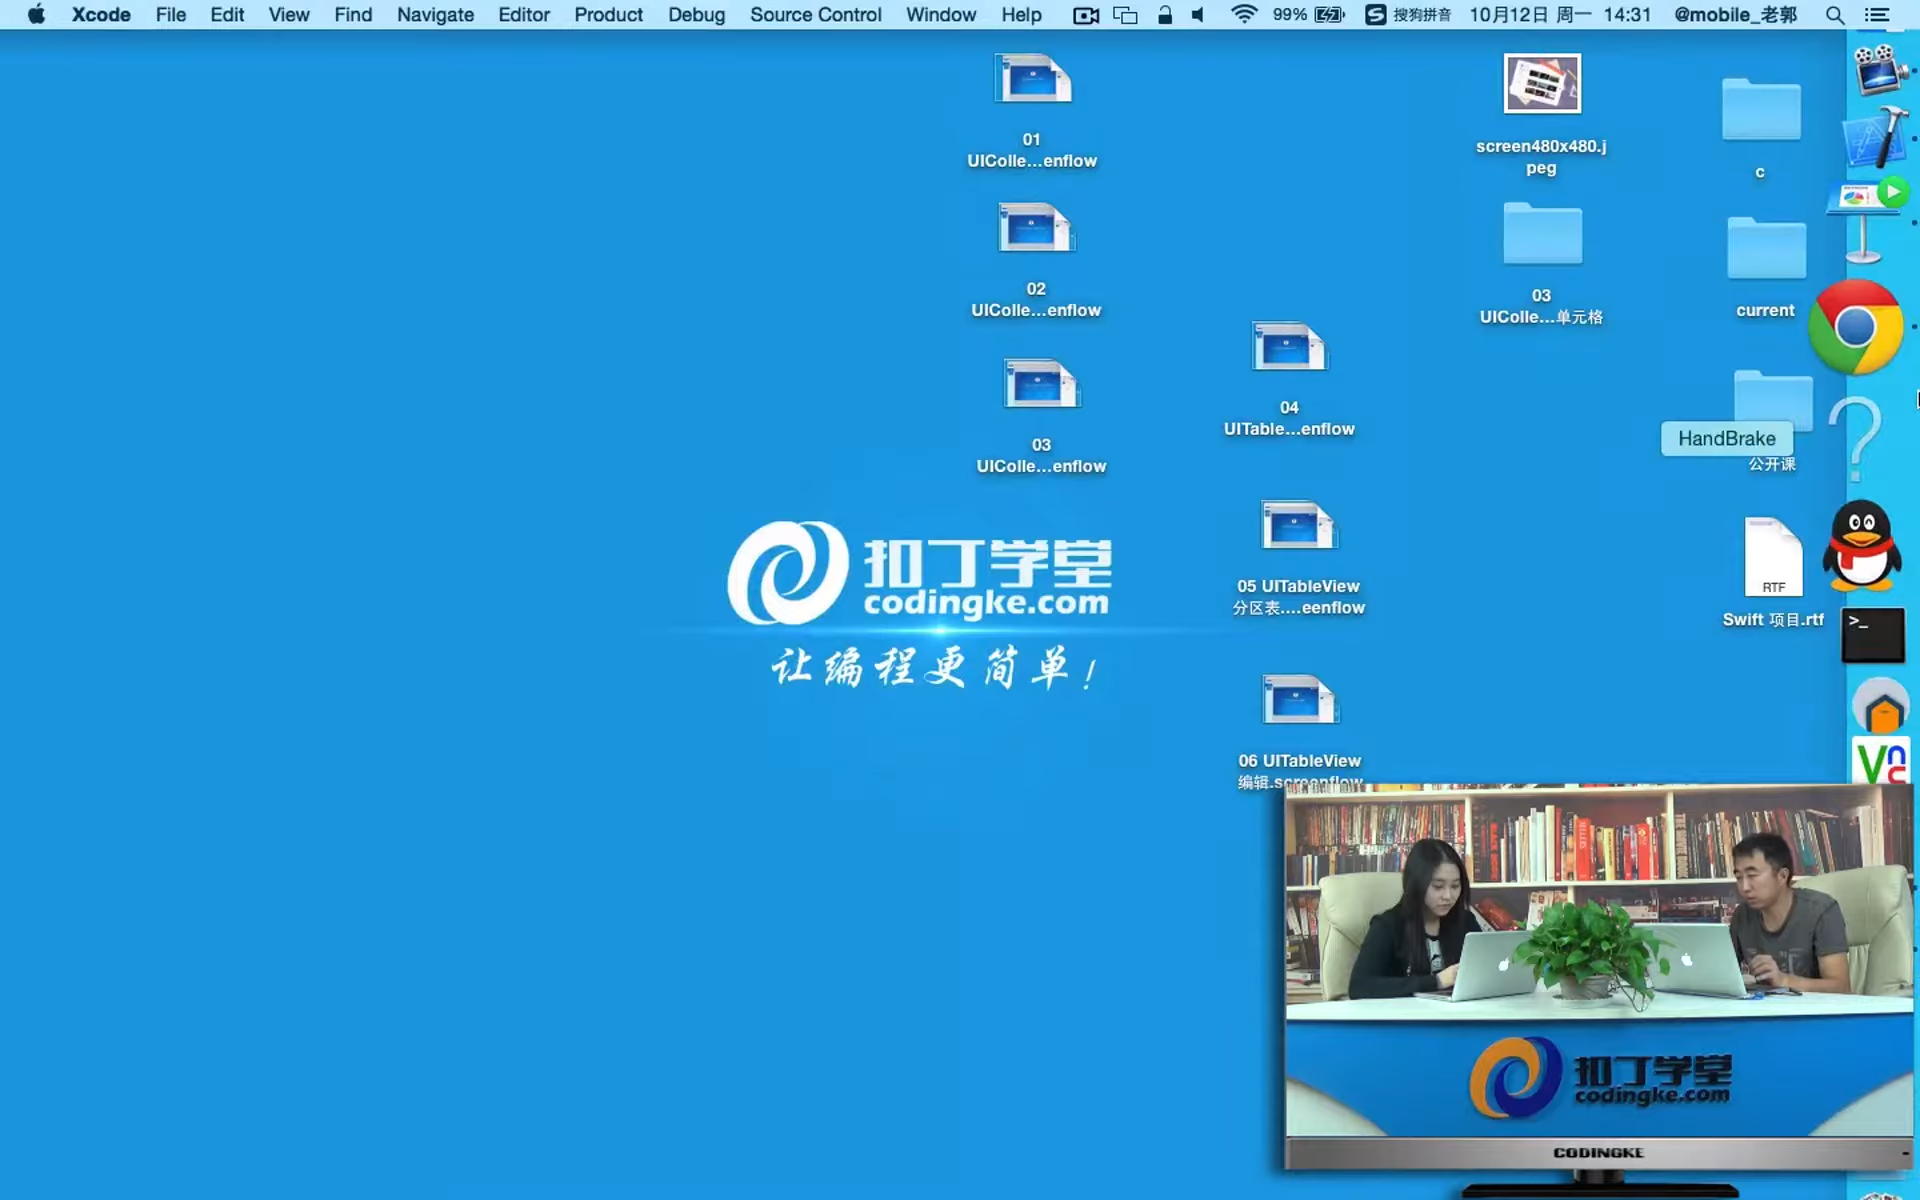 Xcode File Edit View Find Navigate Editor Product Debug Source Control Window Help 99% 搜狗拼音 10月12日 周一 14:31 @mobile_老郭
01
UIColle...enflow
02
UIColle...enflow
03
UIColle...enflow
04
UITable...enflow
05 UITableView
分区表....eenflow
06 UITableView
编辑.screenflow
screen480x480.j
peg
03
UIColle...单元格
c
current
HandBrake
公开课
RTF
Swift 项目.rtf
>_
Vnc
扣丁学堂
codingke.com
让编程更简单!
扣丁学堂
codingke.com
CODINGKE